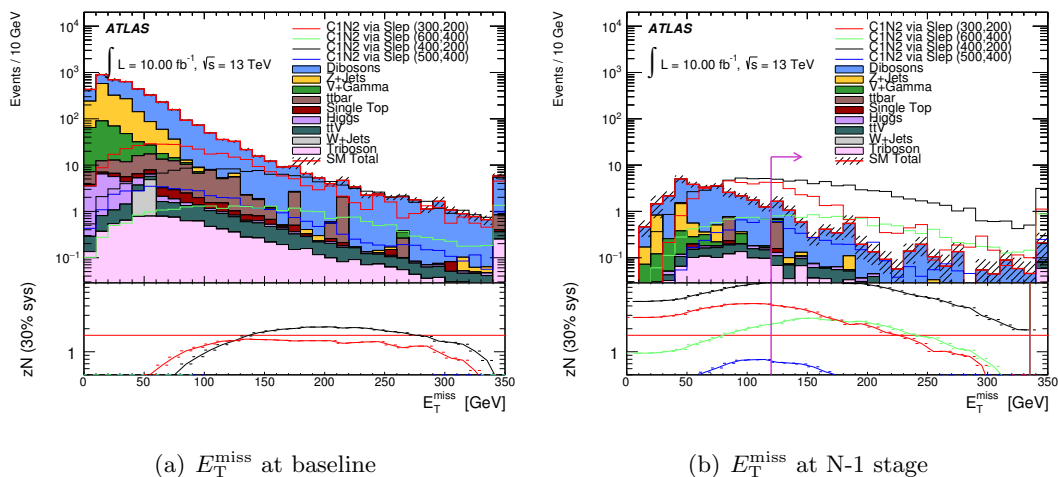 ATLAS
∫ L = 10.00 fb⁻¹, √s = 13 TeV
C1N2 via Slep (300,200)
C1N2 via Slep (600,400)
C1N2 via Slep (400,200)
C1N2 via Slep (500,400)
Dibosons
Z+Jets
V+Gamma
ttbar
Single Top
Higgs
ttV
W+Jets
Triboson
SM Total
Events / 10 GeV
10⁴
10³
10²
10
1
10⁻¹
zN (30% sys)
1
0 50 100 150 200 250 300 350
E_T^miss [GeV]
(a) E_T^miss at baseline
ATLAS
∫ L = 10.00 fb⁻¹, √s = 13 TeV
C1N2 via Slep (300,200)
C1N2 via Slep (600,400)
C1N2 via Slep (400,200)
C1N2 via Slep (500,400)
Dibosons
Z+Jets
V+Gamma
ttbar
Single Top
Higgs
ttV
W+Jets
Triboson
SM Total
Events / 10 GeV
10⁴
10³
10²
10
1
10⁻¹
zN (30% sys)
1
0 50 100 150 200 250 300 350
E_T^miss [GeV]
(b) E_T^miss at N-1 stage